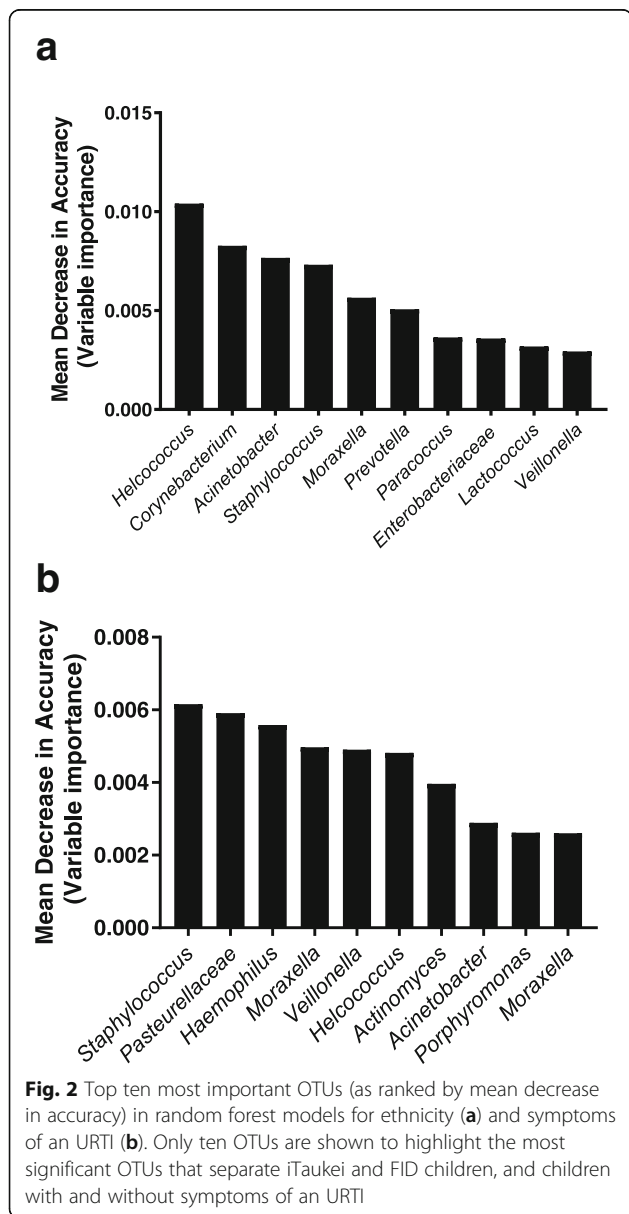 a
Mean Decrease in Accuracy
(Variable importance)
0.015
0.010
0.005
0.000
Helcococcus
Corynebacterium
Acinetobacter
Staphylococcus
Moraxella
Prevotella
Paracoccus
Enterobacteriaceae
Lactococcus
Veillonella
b
Mean Decrease in Accuracy
(Variable importance)
0.008
0.006
0.004
0.002
0.000
Staphylococcus
Pasteurellaceae
Haemophilus
Moraxella
Veillonella
Helcococcus
Actinomyces
Acinetobacter
Porphyromonas
Moraxella
Fig. 2 Top ten most important OTUs (as ranked by mean decrease
in accuracy) in random forest models for ethnicity (a) and symptoms
of an URTI (b). Only ten OTUs are shown to highlight the most
significant OTUs that separate iTaukei and FID children, and children
with and without symptoms of an URTI